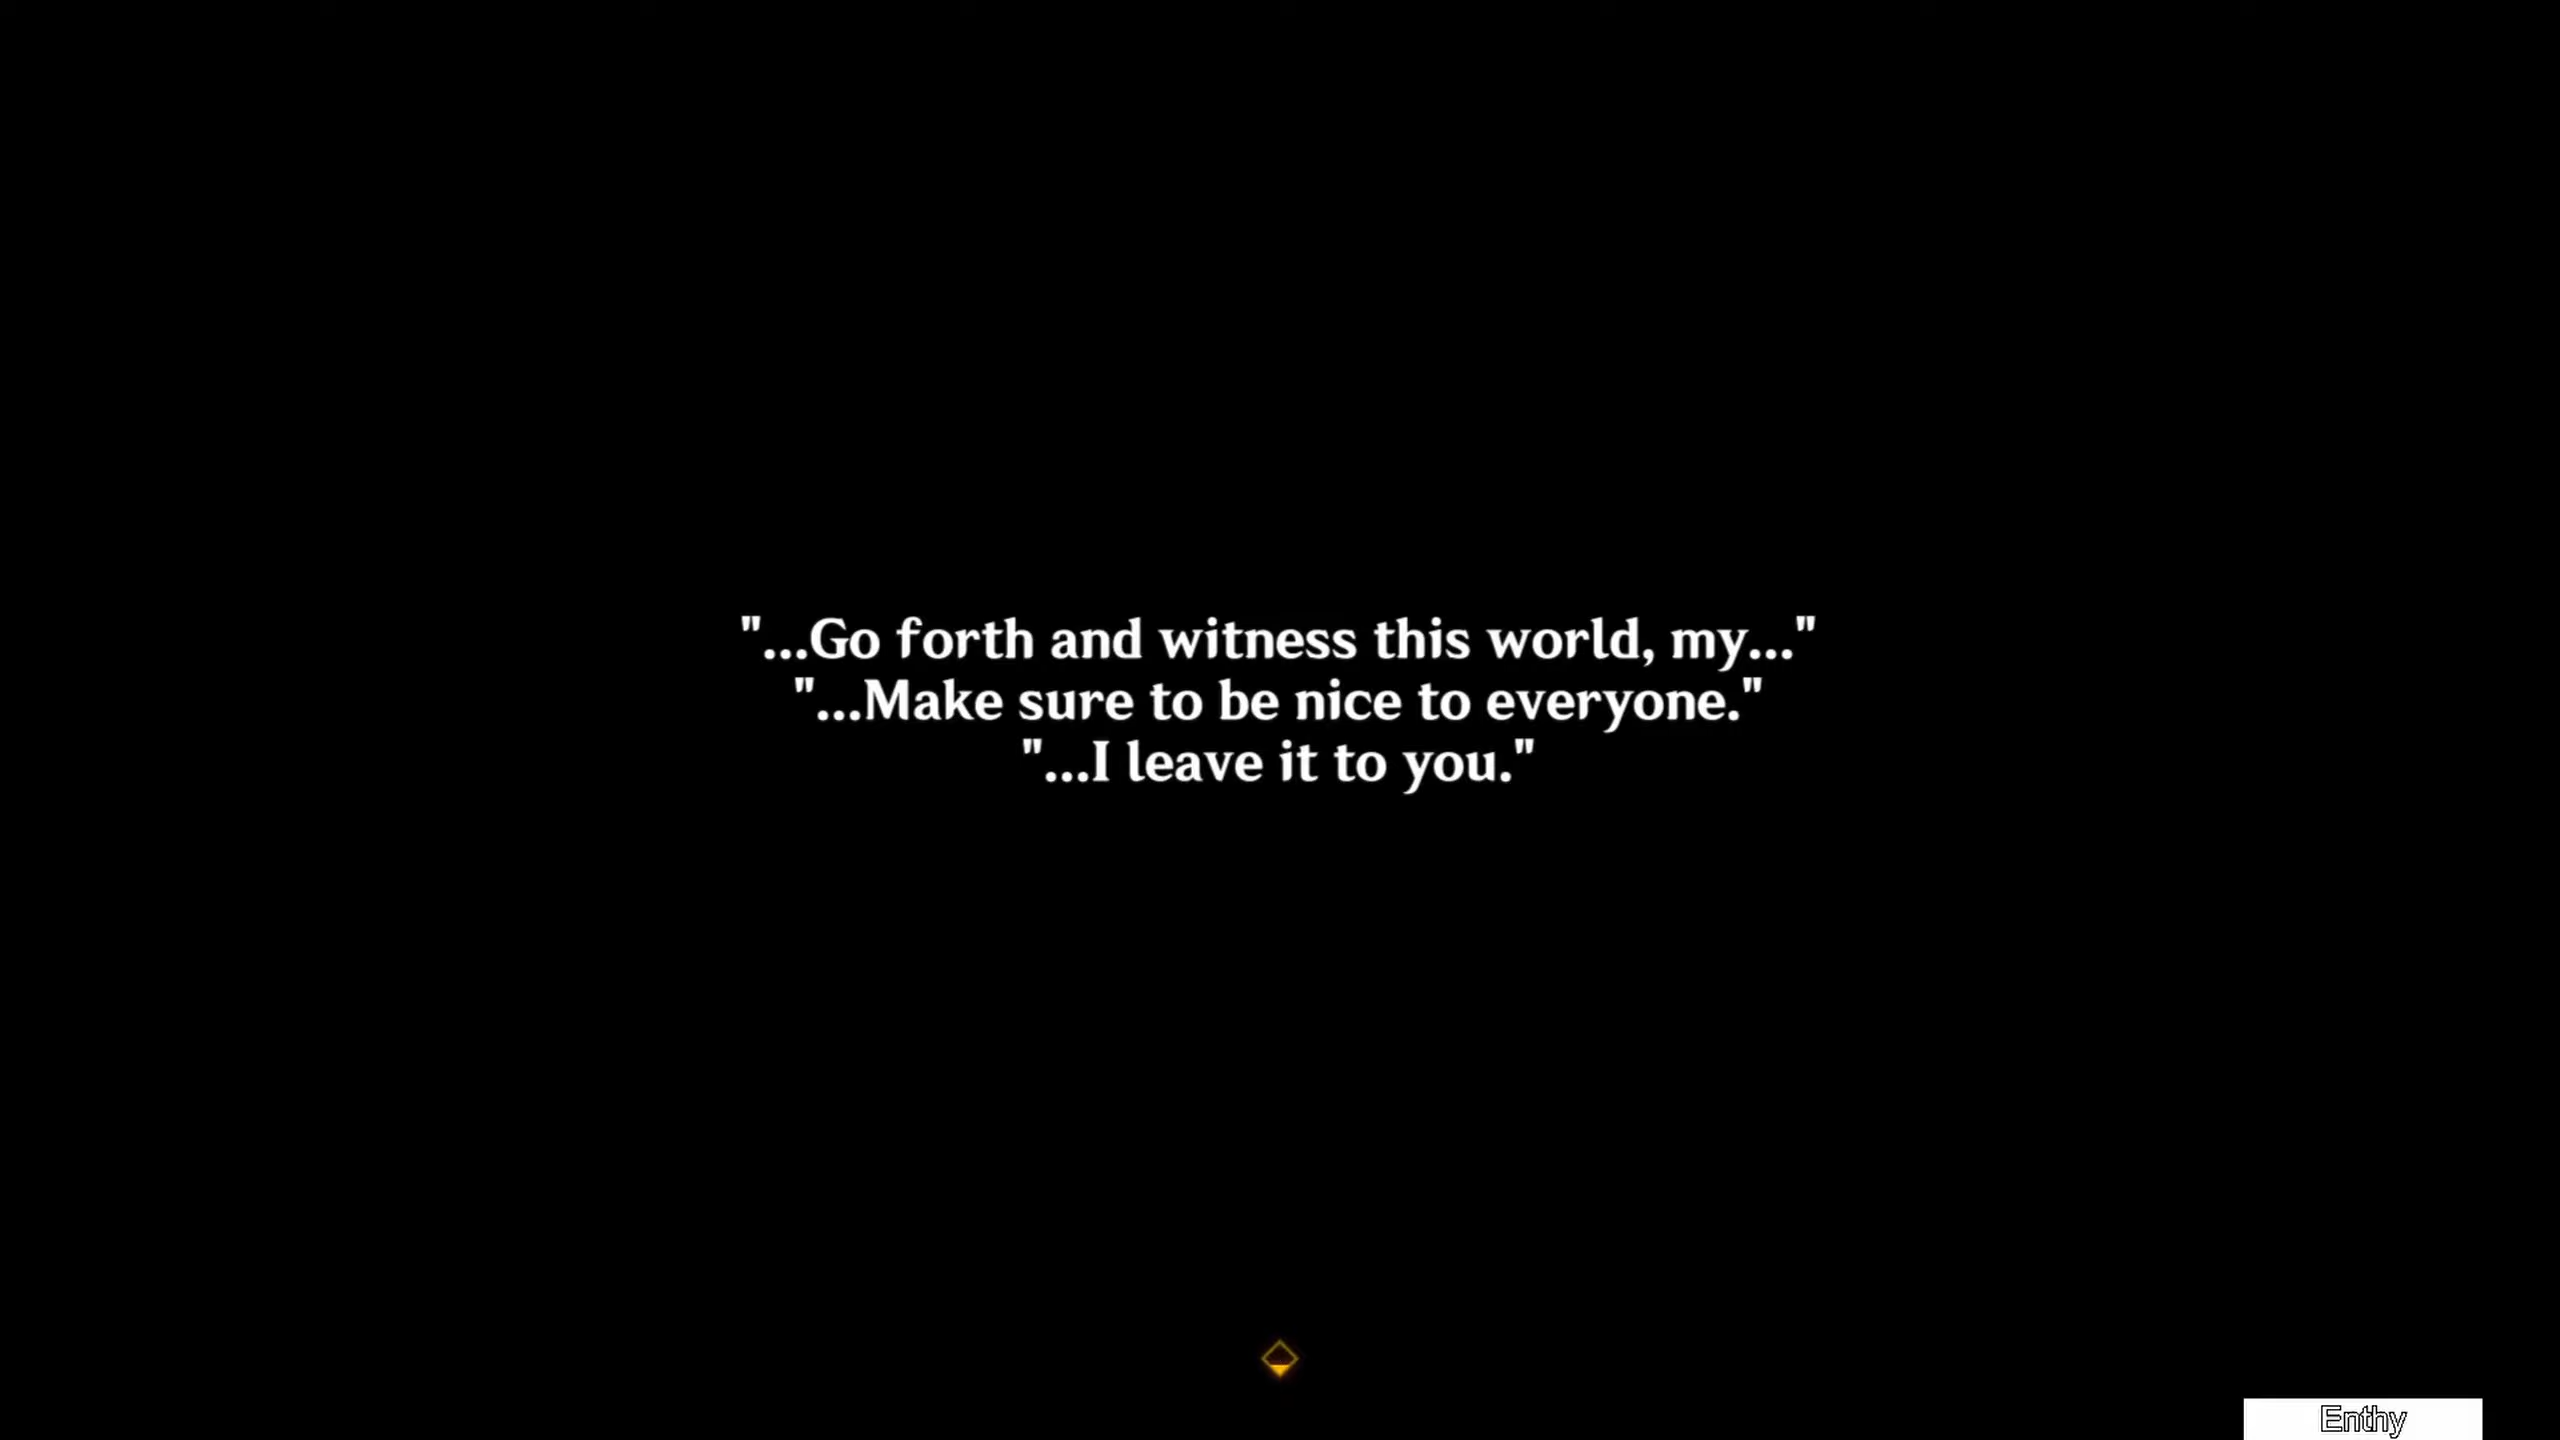 "...Go forth and witness this world, my..."
"...Make sure to be nice to everyone."
"...I leave it to you."
Enthy